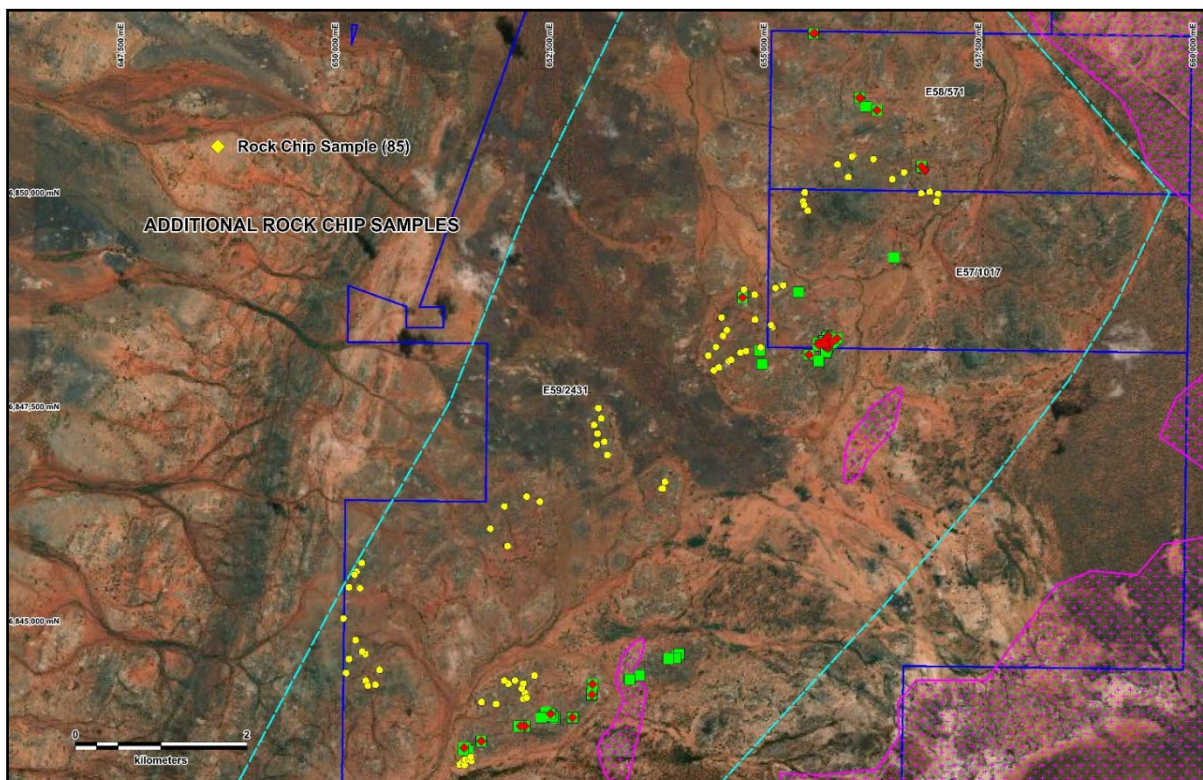 647,500 mE
650,000 mE
652,500 mE
655,000 mE
657,500 mE
660,000 mE
E58/571
Rock Chip Sample (85)
6,850,000 mN
ADDITIONAL ROCK CHIP SAMPLES
E57/1017
E59/2431
6,847,500 mN
6,845,000 mN
0
2
kilometers